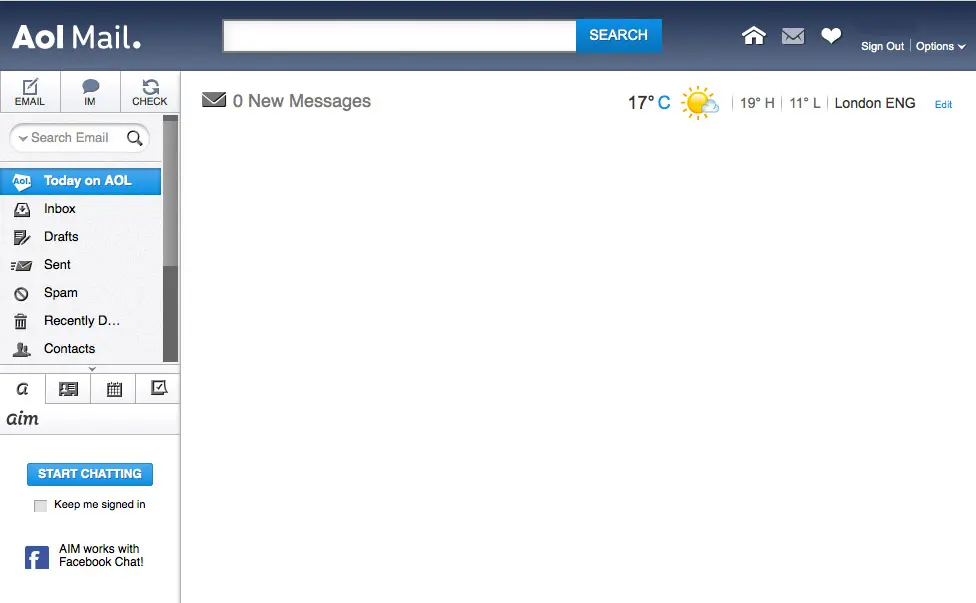 Aol Mail.
SEARCH
Sign Out
Options
EMAIL
IM
CHECK
0 New Messages
17° C
19° H
11° L
London ENG
Edit
Search Email
Aol.
Today on AOL
Inbox
Drafts
Sent
Spam
Recently D...
Contacts
a
aim
START CHATTING
Keep me signed in
f
AIM works with
Facebook Chat!